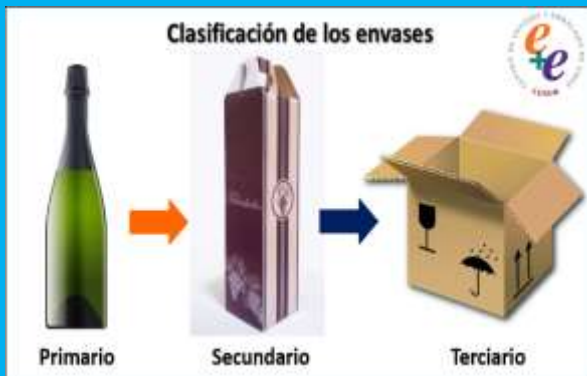 Clasificación de los envases
e+e
Primario
Secundario
Terciario